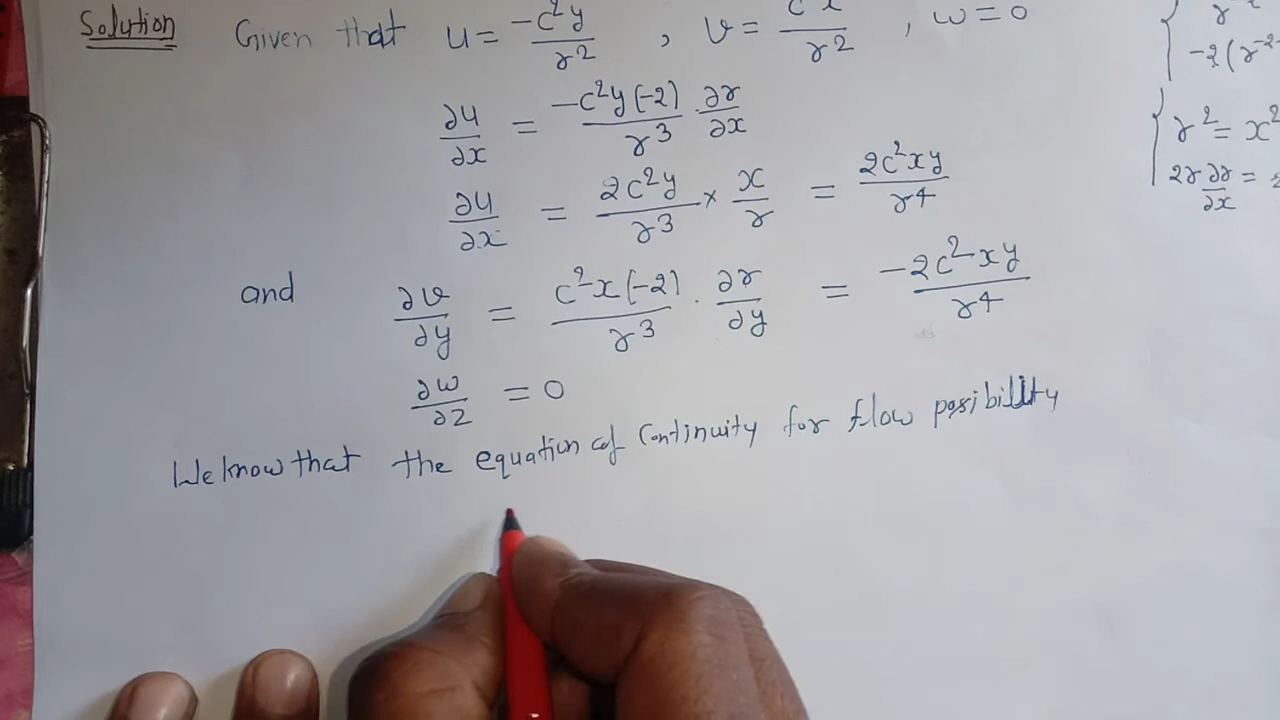 Solution Given that u = -c²y/r² , v = c²x/r² , w = 0
∂u/∂x = -c²y(-2)/r³ · ∂r/∂x
∂u/∂x = 2c²y/r³ × x/r = 2c²xy/r⁴
and ∂v/∂y = c²x(-2)/r³ · ∂r/∂y = -2c²xy/r⁴
∂w/∂z = 0
We know that the equation of Continuity for flow posibility
r² = x²
2r ∂r/∂x =